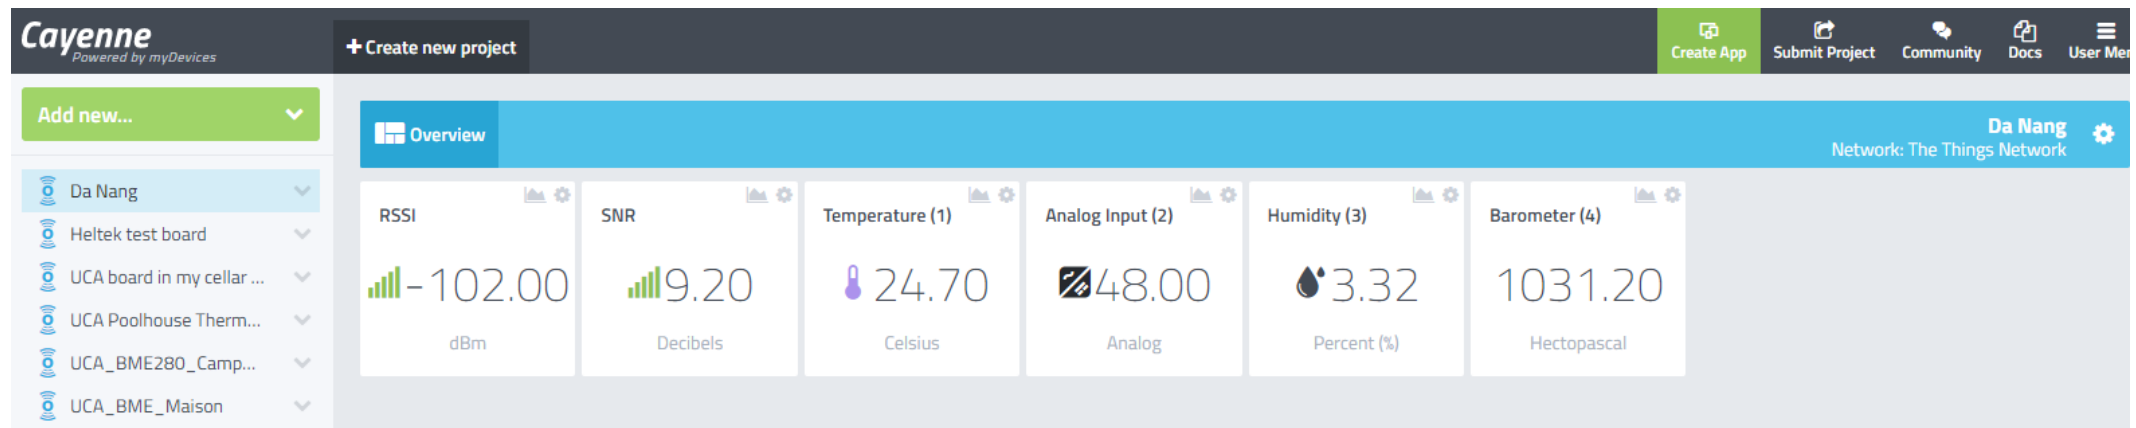 Cayenne
Powered by myDevices
+ Create new project
Create App
Submit Project
Community
Docs
User Men
Add new...
Overview
Da Nang
Network: The Things Network
Da Nang
Heltek test board
UCA board in my cellar ...
UCA Poolhouse Therm...
UCA_BME280_Camp...
UCA_BME_Maison
RSSI
-102.00
dBm
SNR
9.20
Decibels
Temperature (1)
24.70
Celsius
Analog Input (2)
48.00
Analog
Humidity (3)
3.32
Percent (%)
Barometer (4)
1031.20
Hectopascal